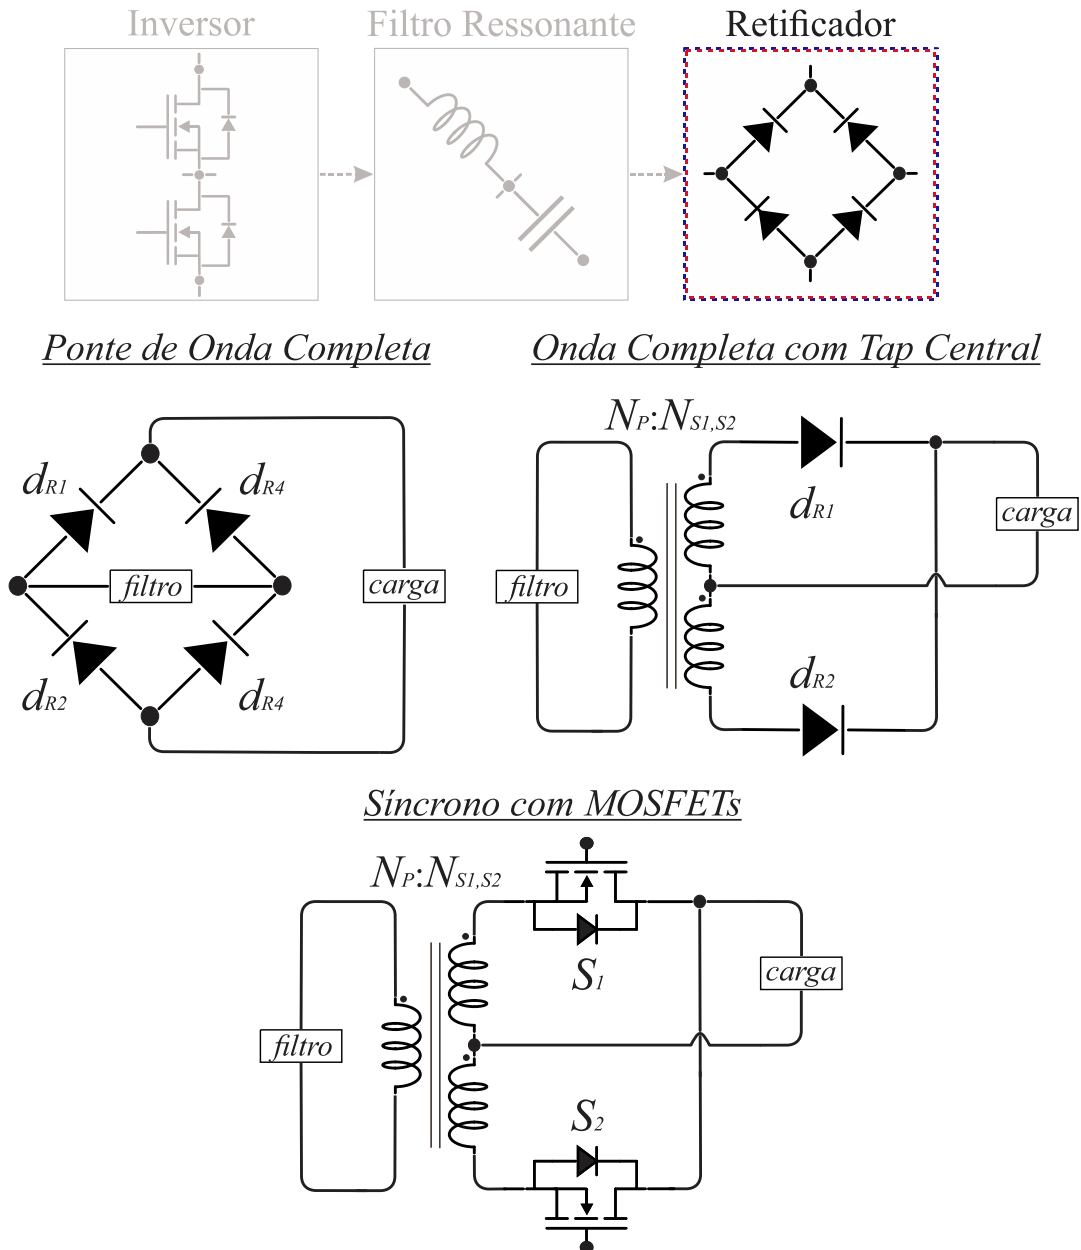 Inversor
Filtro Ressonante
Retificador
Ponte de Onda Completa
Onda Completa com Tap Central
dR1
dR4
filtro
carga
dR2
dR4
NP:NS1,S2
dR1
carga
filtro
dR2
Síncrono com MOSFETs
NP:NS1,S2
S1
carga
filtro
S2